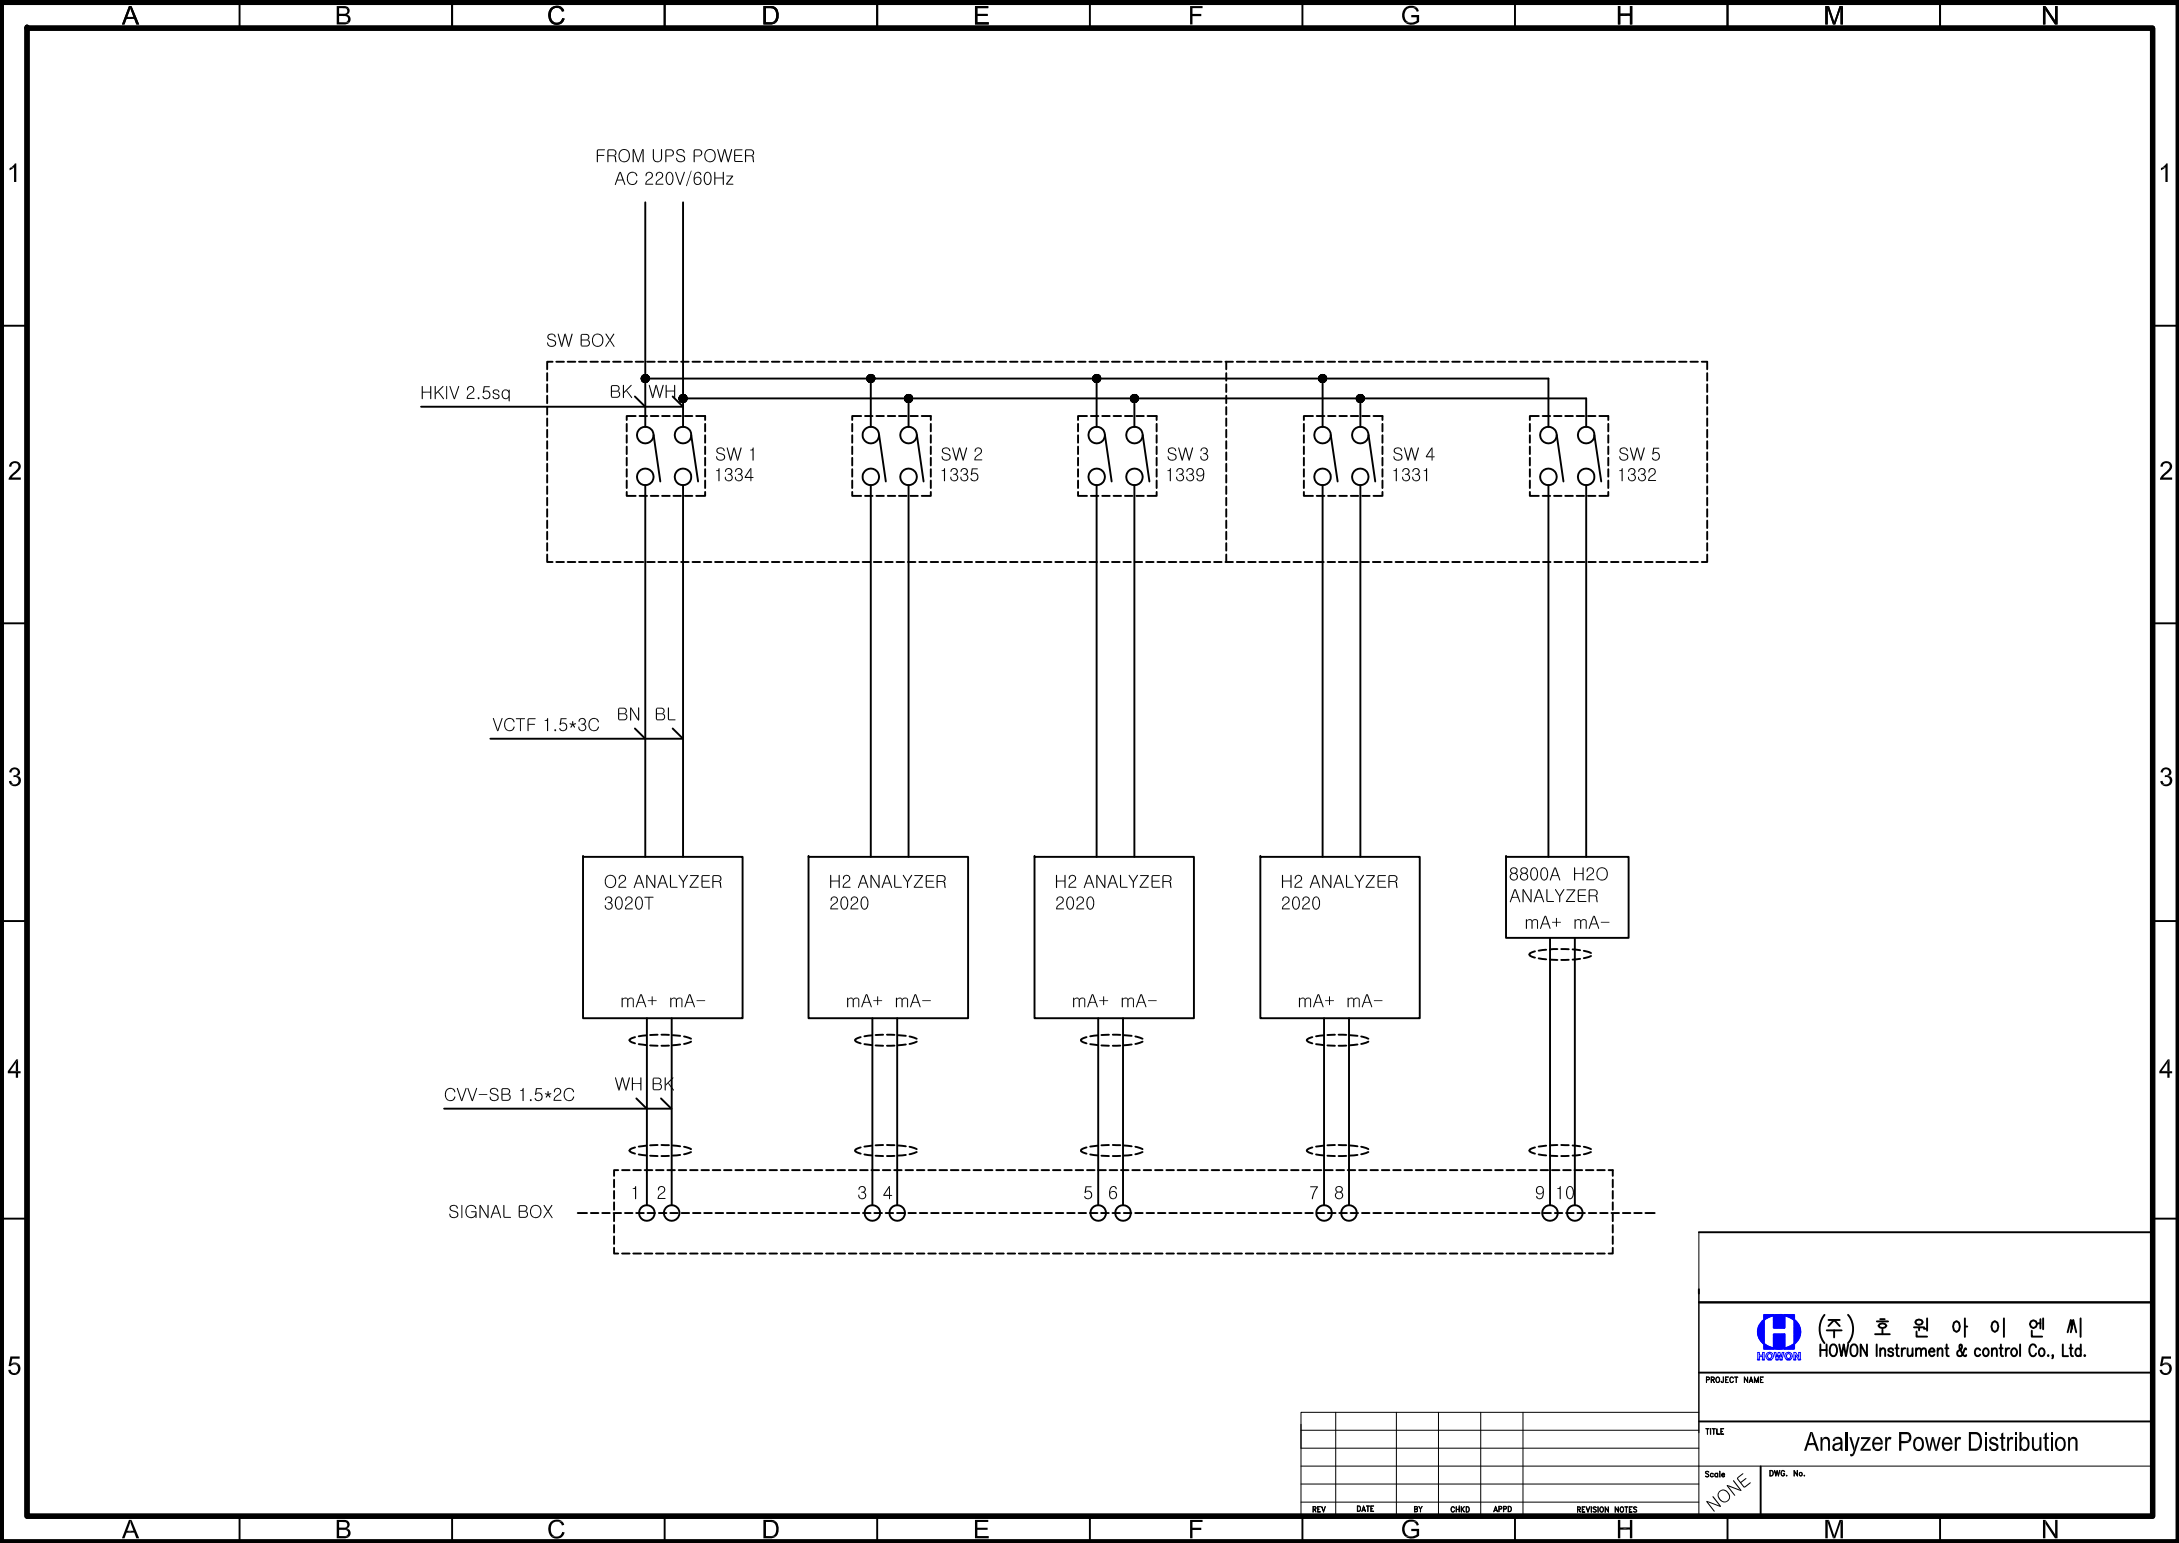 A B C D E F G H M N
1 1
FROM UPS POWER
AC 220V/60Hz
SW BOX
HKIV 2.5sq BK WH
SW 1 SW 2 SW 3 SW 4 SW 5
1334 1335 1339 1331 1332
2 2
VCTF 1.5*3C BN BL
3 3
O2 ANALYZER
3020T
H2 ANALYZER
2020
H2 ANALYZER
2020
H2 ANALYZER
2020
8800A H2O
ANALYZER
mA+ mA-
mA+ mA- mA+ mA- mA+ mA- mA+ mA-
4 4
CVV-SB 1.5*2C WH BK
1 2 3 4 5 6 7 8 9 10
SIGNAL BOX
(주) 호 원 아 이 엔 씨
HOWON Instrument & control Co., Ltd.
HOWON
5 5
PROJECT NAME
TITLE
Analyzer Power Distribution
Scale
NONE
DWG. No.
REV DATE BY CHKD APPD REVISION NOTES
A B C D E F G H M N